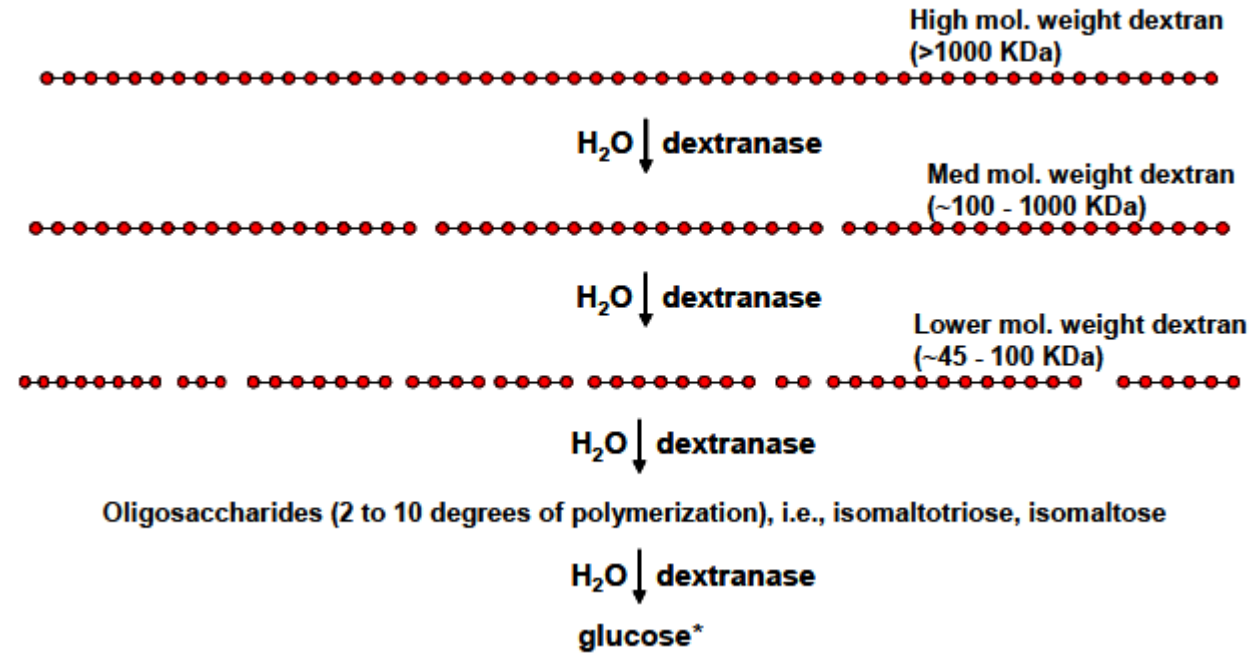 High mol. weight dextran
(>1000 KDa)
H₂O dextranase
Med mol. weight dextran
(~100 - 1000 KDa)
H₂O dextranase
Lower mol. weight dextran
(~45 - 100 KDa)
H₂O dextranase
Oligosaccharides (2 to 10 degrees of polymerization), i.e., isomaltotriose, isomaltose
H₂O dextranase
glucose*